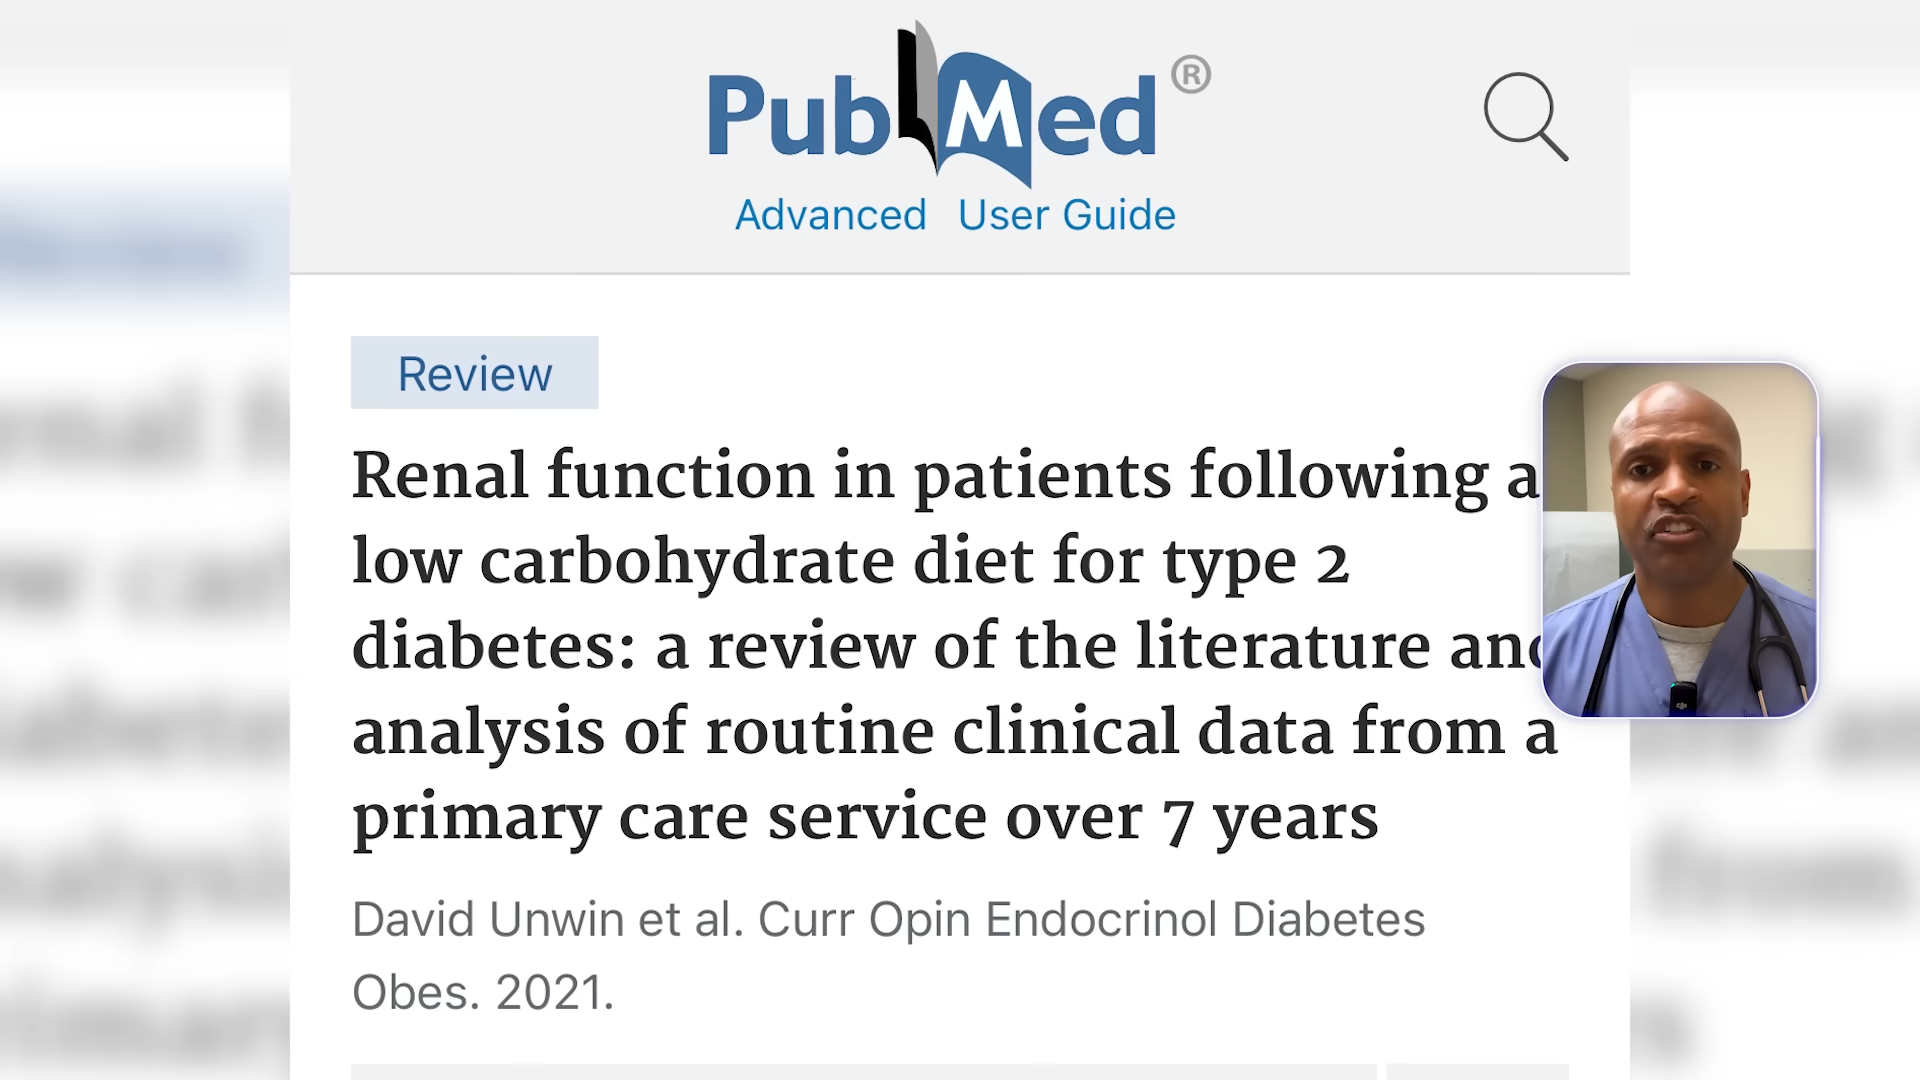 PubMed®
Advanced User Guide
Review
Renal function in patients following a
low carbohydrate diet for type 2
diabetes: a review of the literature and
analysis of routine clinical data from a
primary care service over 7 years
David Unwin et al. Curr Opin Endocrinol Diabetes
Obes. 2021.